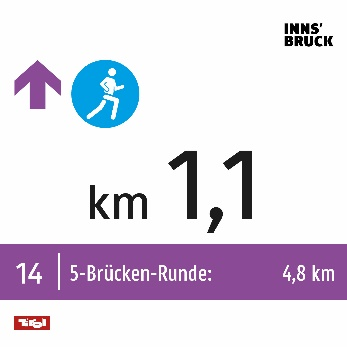 INNS'
BRUCK
km 1,1
14 5-Brücken-Runde: 4,8 km
Tirol